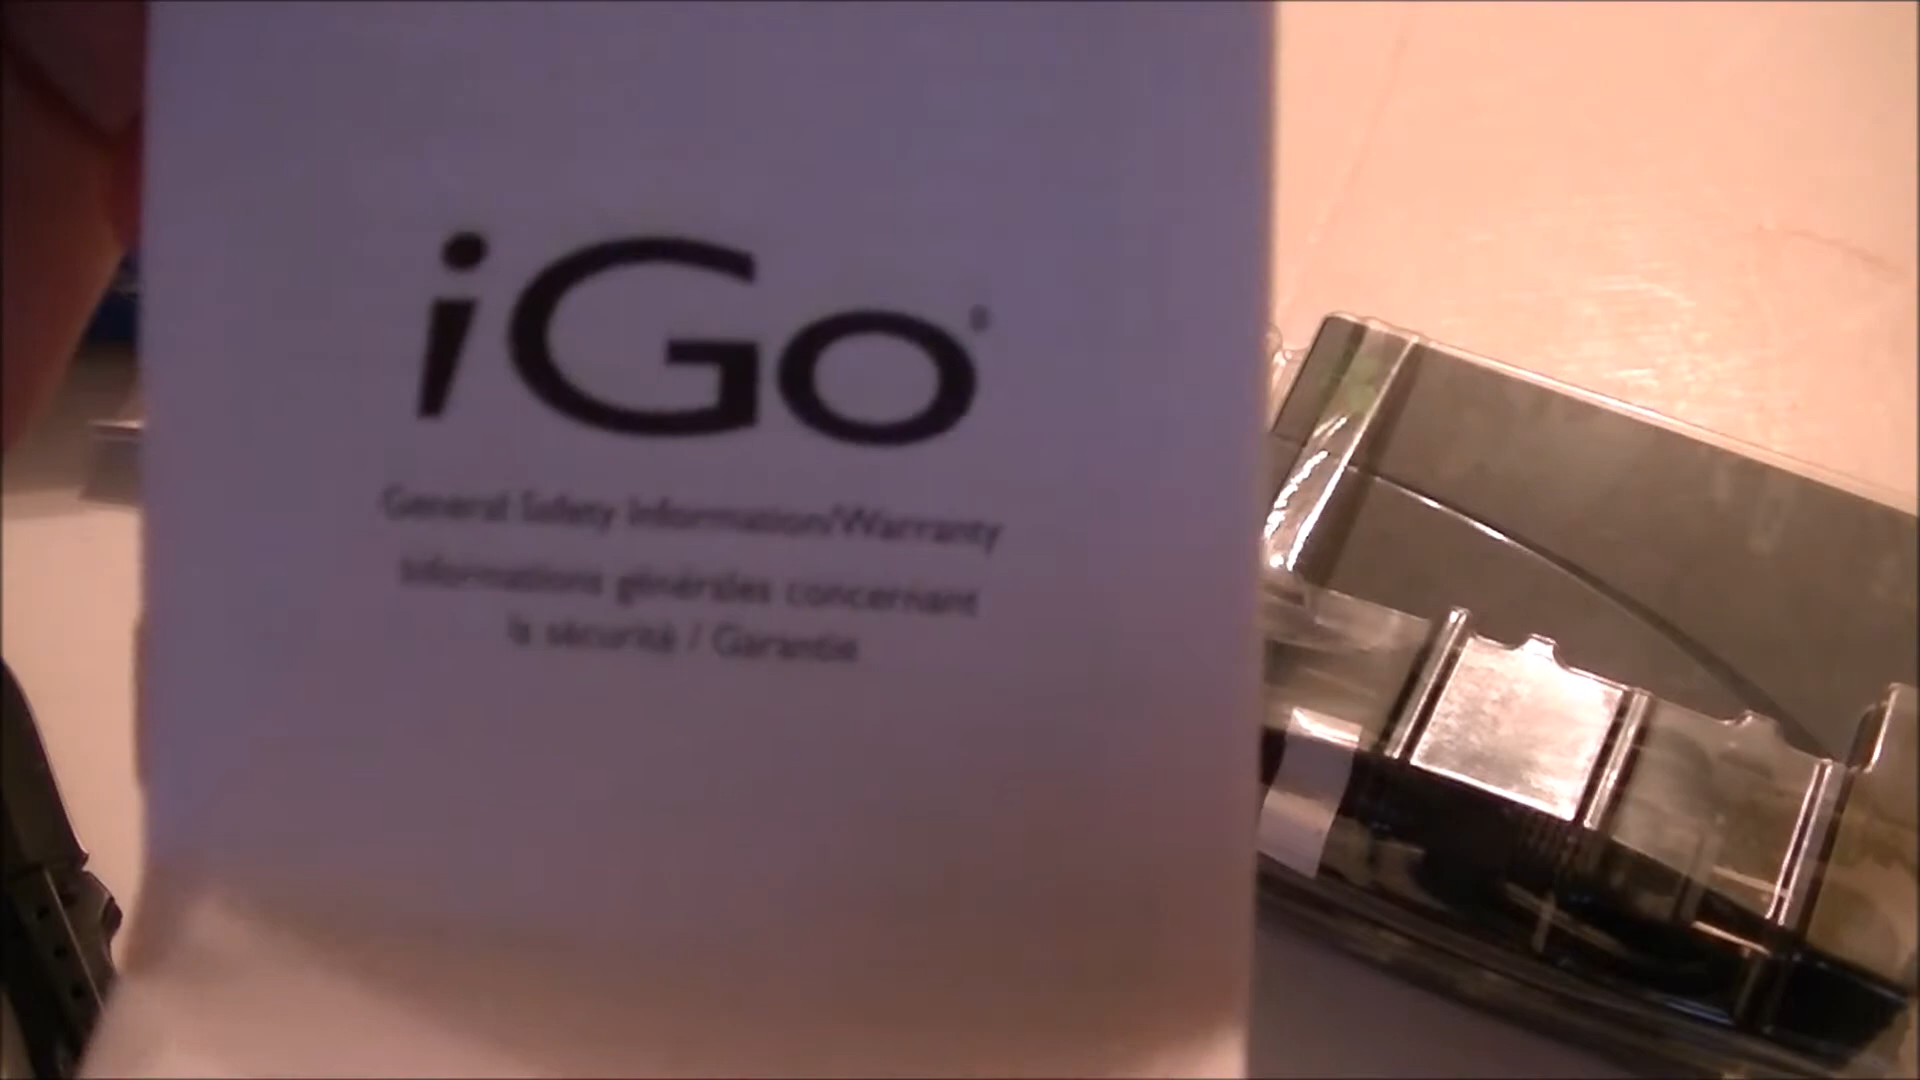 iGo®
General Safety Information/Warranty
Informations générales concernant
la sécurité / Garantie